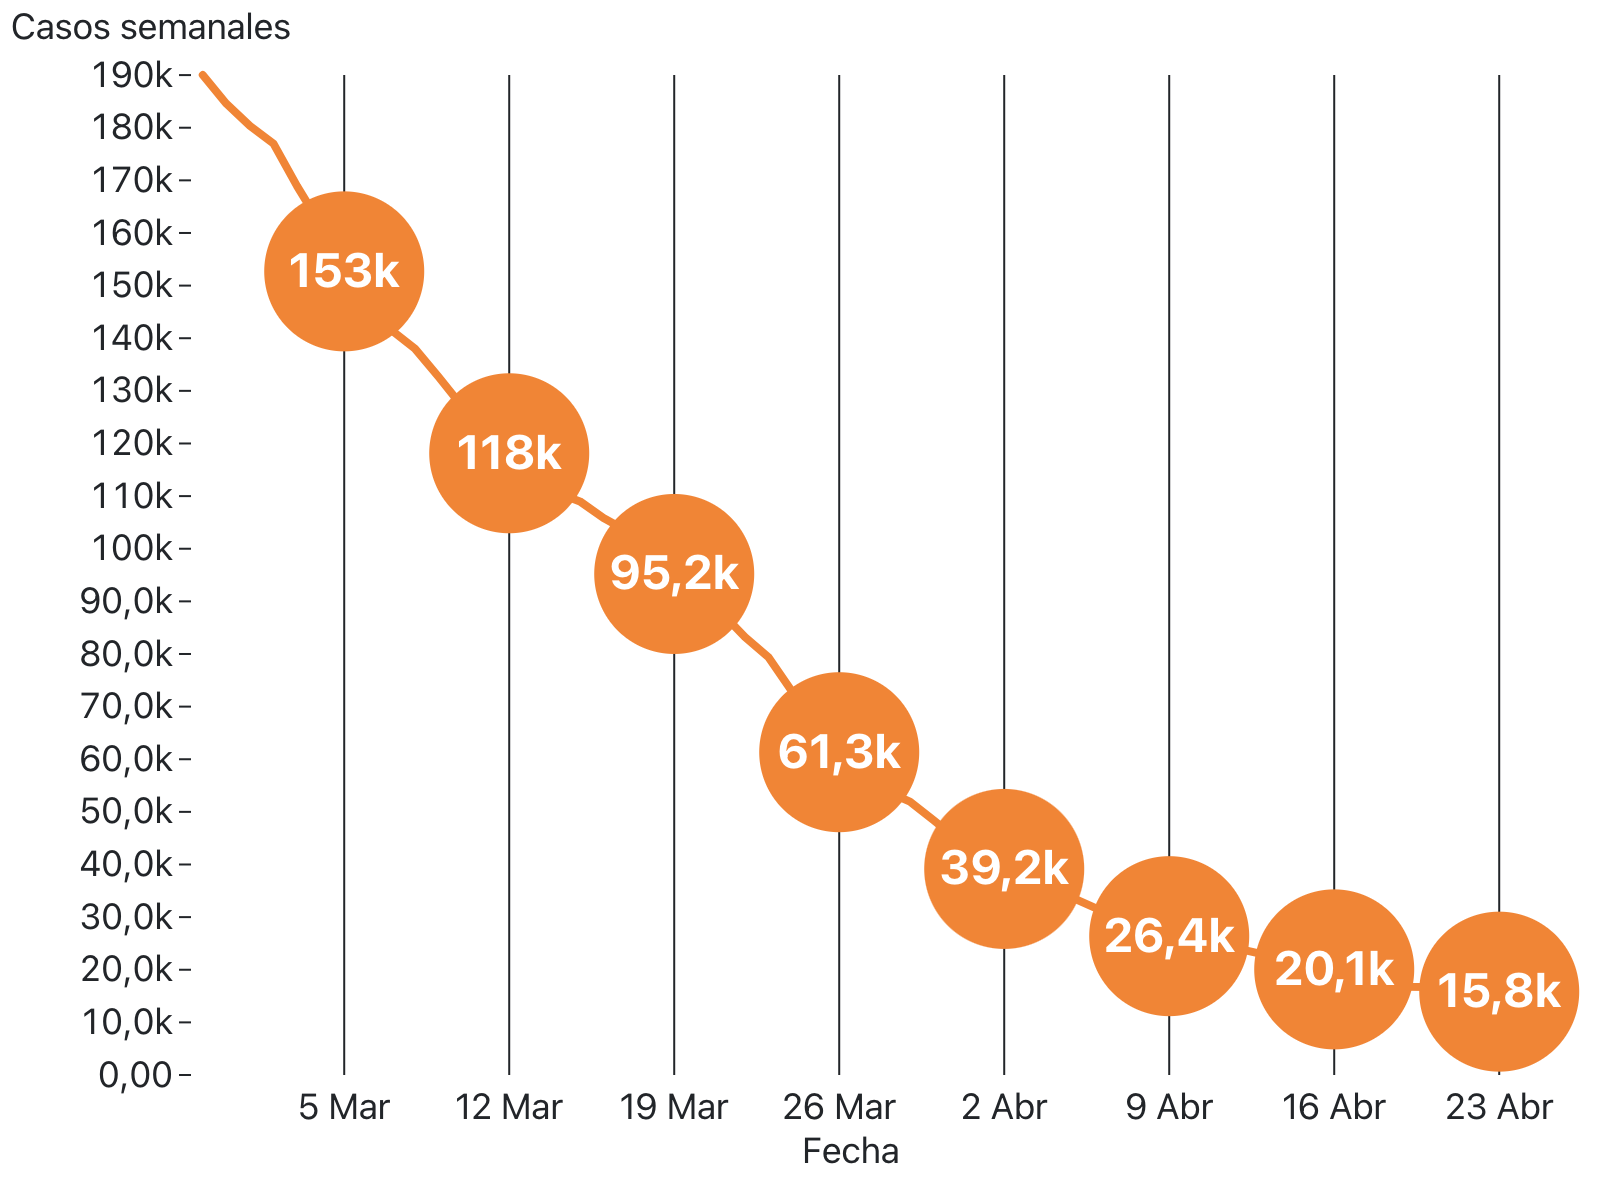 Casos semanales
190k
180k
170k
160k
150k
140k
130k
120k
110k
100k
90,0k
80,0k
70,0k
60,0k
50,0k
40,0k
30,0k
20,0k
10,0k
0,00
153k
118k
95,2k
61,3k
39,2k
26,4k
20,1k
15,8k
5 Mar 12 Mar 19 Mar 26 Mar 2 Abr 9 Abr 16 Abr 23 Abr
Fecha